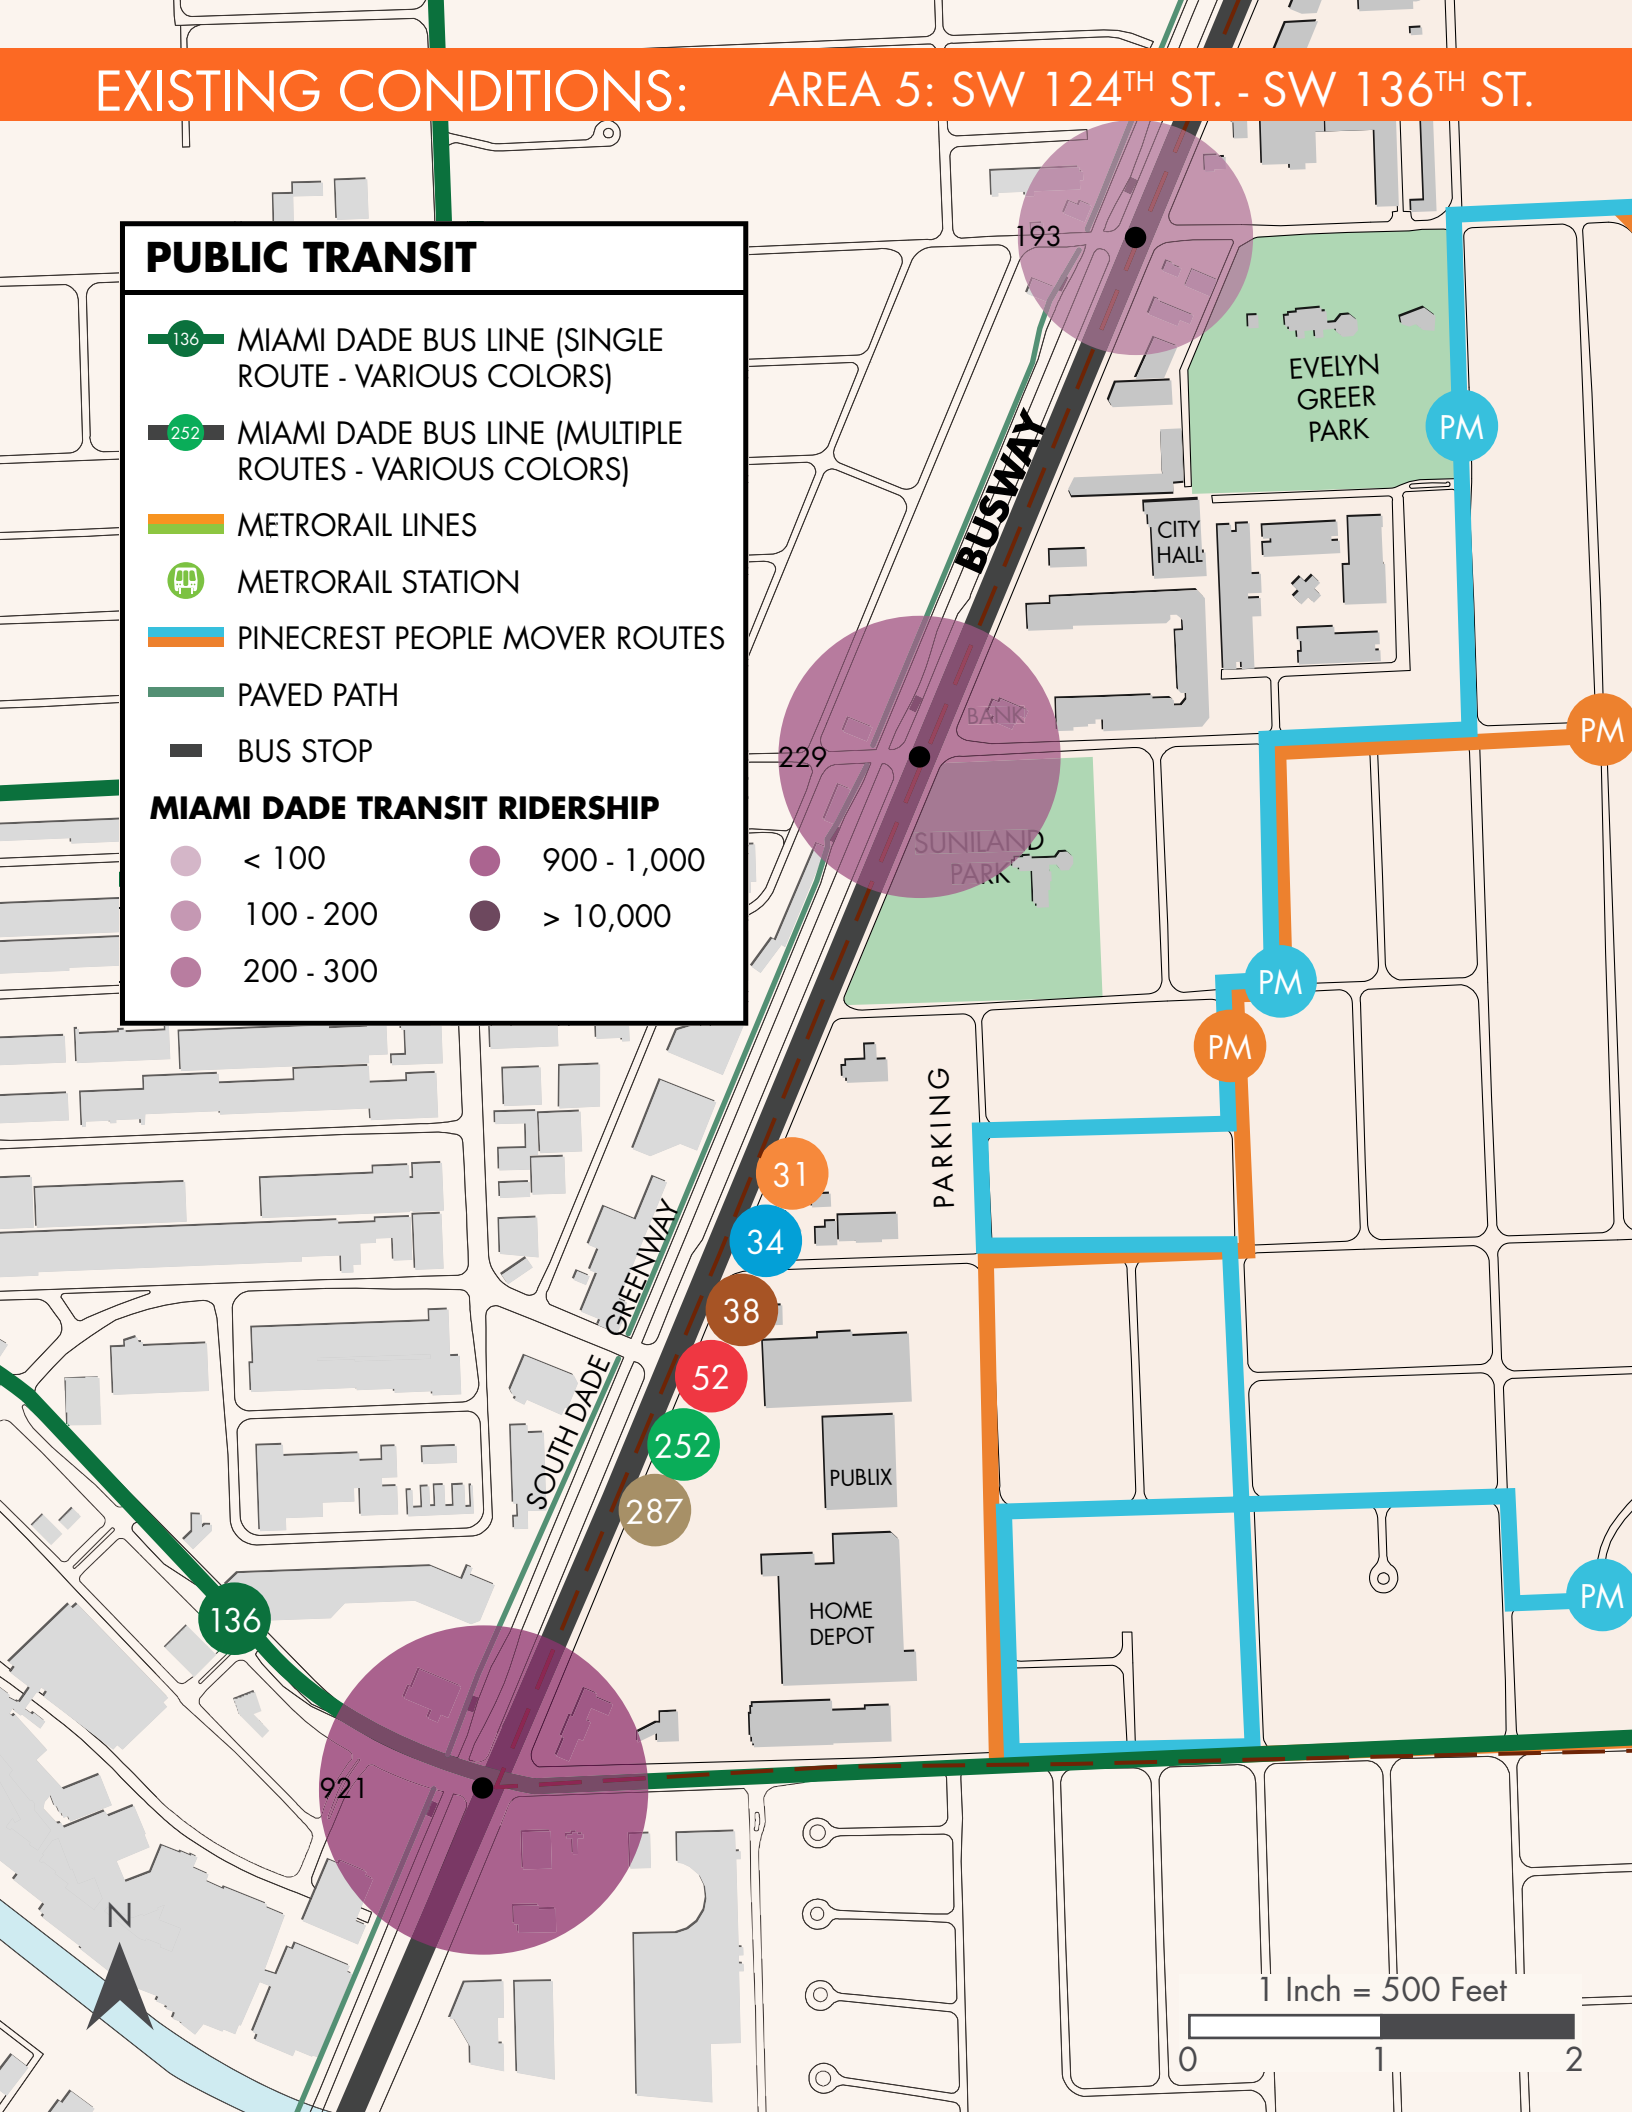 EXISTING CONDITIONS: AREA 5: SW 124TH ST. - SW 136TH ST.
PUBLIC TRANSIT
136 MIAMI DADE BUS LINE (SINGLE
ROUTE - VARIOUS COLORS)
252 MIAMI DADE BUS LINE (MULTIPLE
ROUTES - VARIOUS COLORS)
METRORAIL LINES
METRORAIL STATION
PINECREST PEOPLE MOVER ROUTES
PAVED PATH
BUS STOP
MIAMI DADE TRANSIT RIDERSHIP
< 100
100 - 200
200 - 300
900 - 1,000
> 10,000
193
EVELYN
GREER
PARK
PM
BUSWAY
CITY
HALL
BANK
PM
229
SUNILAND
PARK
PM
PM
PARKING
31
34
38
52
252
287
SOUTH DADE GREENWAY
PUBLIX
HOME
DEPOT
PM
136
921
N
1 Inch = 500 Feet
0 1 2